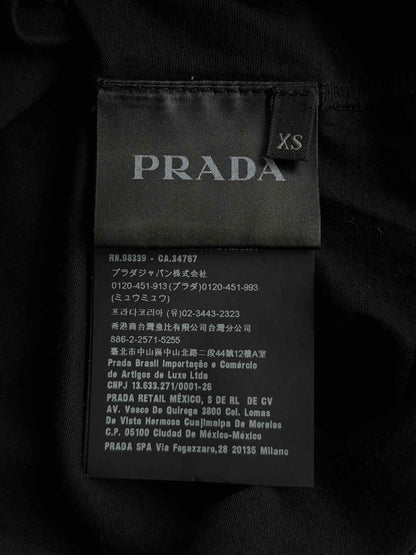 XS
PRADA
RN.98339 - CA.34767
プラダジャパン株式会社
0120-451-913 (プラダ) 0120-451-993
(ミュウミュウ)
프라다코리아 (유)02-3443-2323
香港商台灣魚比有限公司台灣分公司
886-2-2571-5255
臺北市中山區中山北路二段44號12樓A
Prada Brasil Importação e Comércio
de Artigos de Luxo Ltda
CNPJ 13.633.271/0001-26
PRADA RETAIL MÉXICO, S DE RL DE CV
AV. Vasco De Quiroga 3800 Col. Lomas
De Vista Hermosa Cuajimalpa De Morelos
C.P. 05100 Ciudad De México-México
PRADA SPA Via Fogazzaro, 28 20135 Milano